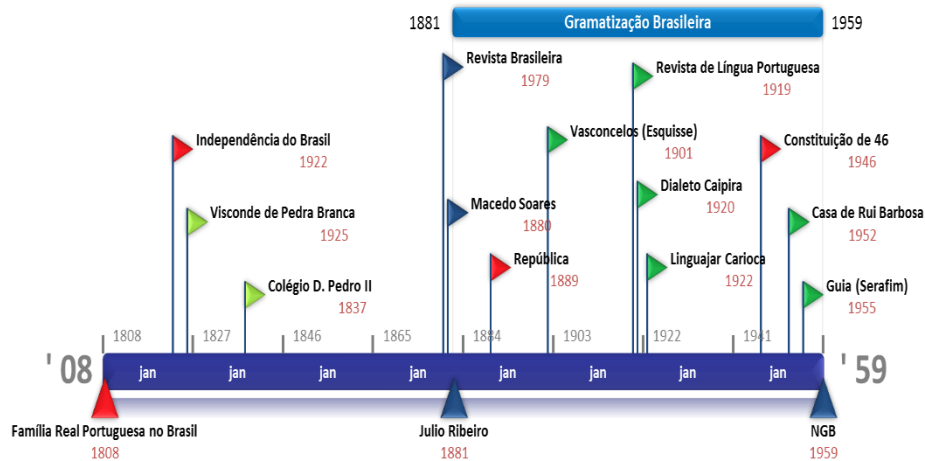 1881
Gramatização Brasileira
1959
Revista Brasileira
1979
Revista de Língua Portuguesa
1919
Independência do Brasil
1922
Vasconcelos (Esquisse)
1901
Constituição de 46
1946
Visconde de Pedra Branca
1925
Macedo Soares
1880
Dialeto Caipira
1920
Casa de Rui Barbosa
1952
Colégio D. Pedro II
1837
República
1889
Linguajar Carioca
1922
Guia (Serafim)
1955
1808 1827 1846 1865 1884 1903 1922 1941
' 08 jan jan jan jan jan jan jan jan ' 59
Família Real Portuguesa no Brasil
1808
Julio Ribeiro
1881
NGB
1959